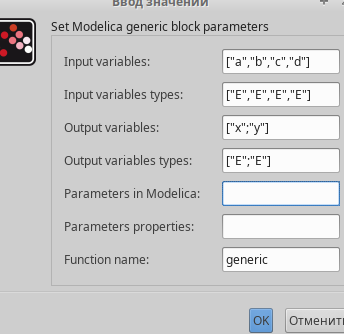 Ввод значений
Set Modelica generic block parameters
Input variables: ["a","b","c","d"]
Input variables types: ["E","E","E","E"]
Output variables: ["x";"y"]
Output variables types: ["E";"E"]
Parameters in Modelica:
Parameters properties:
Function name: generic
OK Отменить